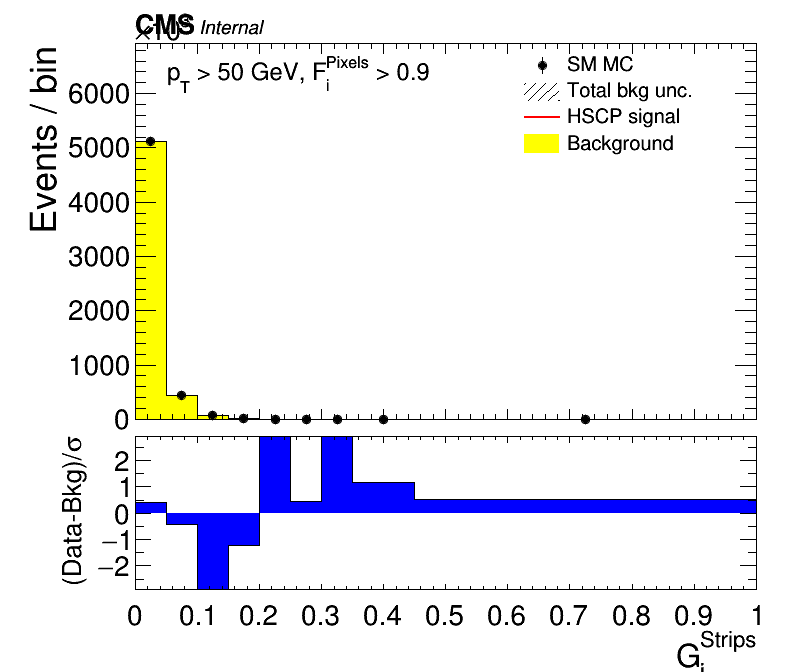 CMS Internal
p_T > 50 GeV, F_i^Pixels > 0.9
SM MC
Total bkg unc.
HSCP signal
Background
Events / bin
6000
5000
4000
3000
2000
1000
0
(Data-Bkg)/σ
2
1
0
−1
−2
0 0.1 0.2 0.3 0.4 0.5 0.6 0.7 0.8 0.9 1
G_i^Strips